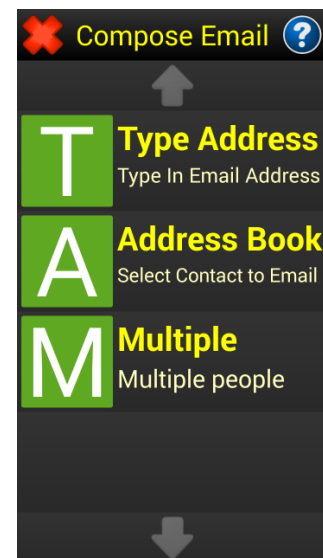 Compose Email ?
T
Type Address
Type In Email Address
A
Address Book
Select Contact to Email
M
Multiple
Multiple people